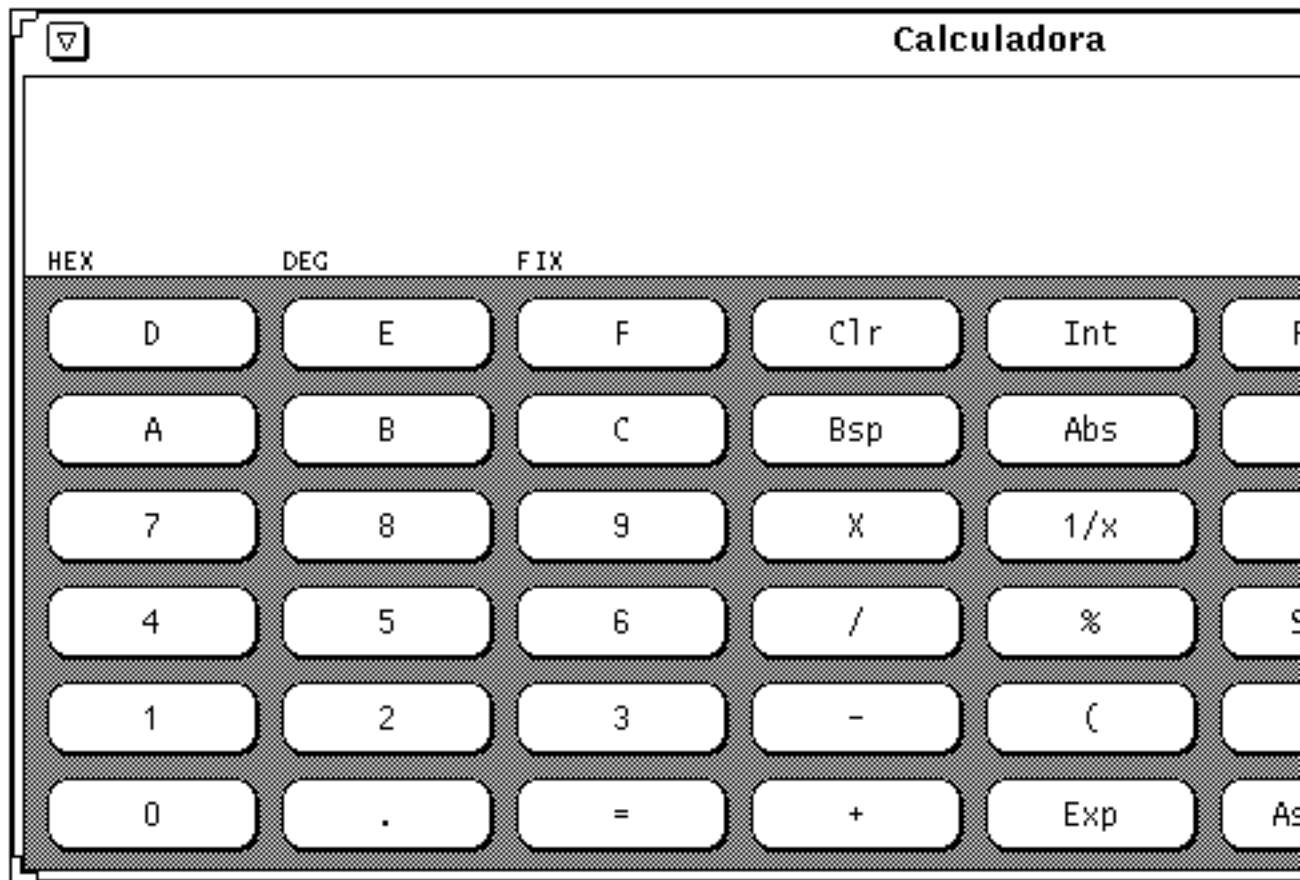 Calculadora
HEX DEG FIX
D E F Clr Int
A B C Bsp Abs
7 8 9 X 1/x
4 5 6 / %
1 2 3 - (
0 . = + Exp As